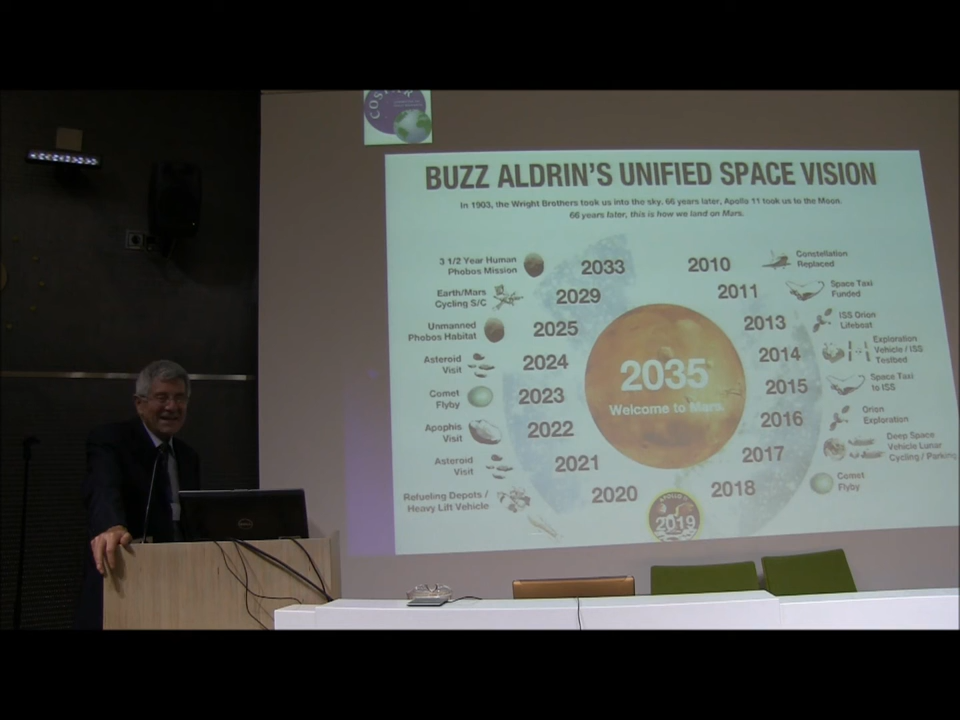 COSPAR
BUZZ ALDRIN'S UNIFIED SPACE VISION
In 1903, the Wright Brothers took us into the sky. 66 years later, Apollo 11 took us to the Moon.
66 years later, this is how we land on Mars.
3 1/2 Year Human
Phobos Mission
2033
Earth/Mars
Cycling S/C
2029
Unmanned
Phobos Habitat
2025
Asteroid
Visit
2024
Comet
Flyby
2023
Apophis
Visit
2022
Asteroid
Visit
2021
Refueling Depots /
Heavy Lift Vehicle
2020
2035
Welcome to Mars
APOLLO
2019
2010
Constellation
Replaced
2011
Space Taxi
Funded
2013
ISS Orion
Lifeboat
2014
Exploration
Vehicle / ISS
Testbed
2015
Space Taxi
to ISS
2016
Orion
Exploration
2017
Deep Space
Vehicle Lunar
Cycling / Parking
2018
Comet
Flyby